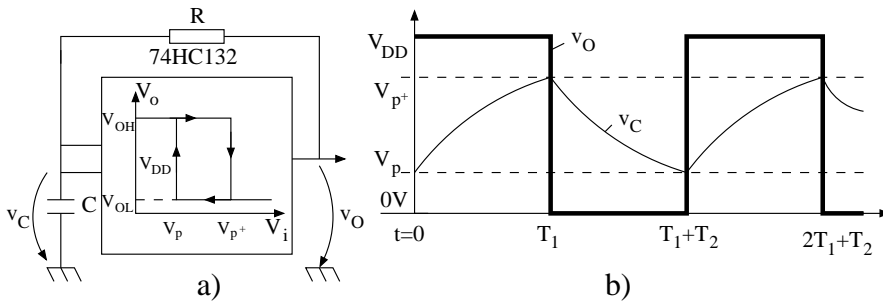 R
74HC132
V_o
V_OH
V_DD
V_OL
V_p V_p+ V_i
v_C C v_O
a)
V_DD
v_O
V_p+
v_C
V_p
0V
t=0 T_1 T_1+T_2 2T_1+T_2
b)